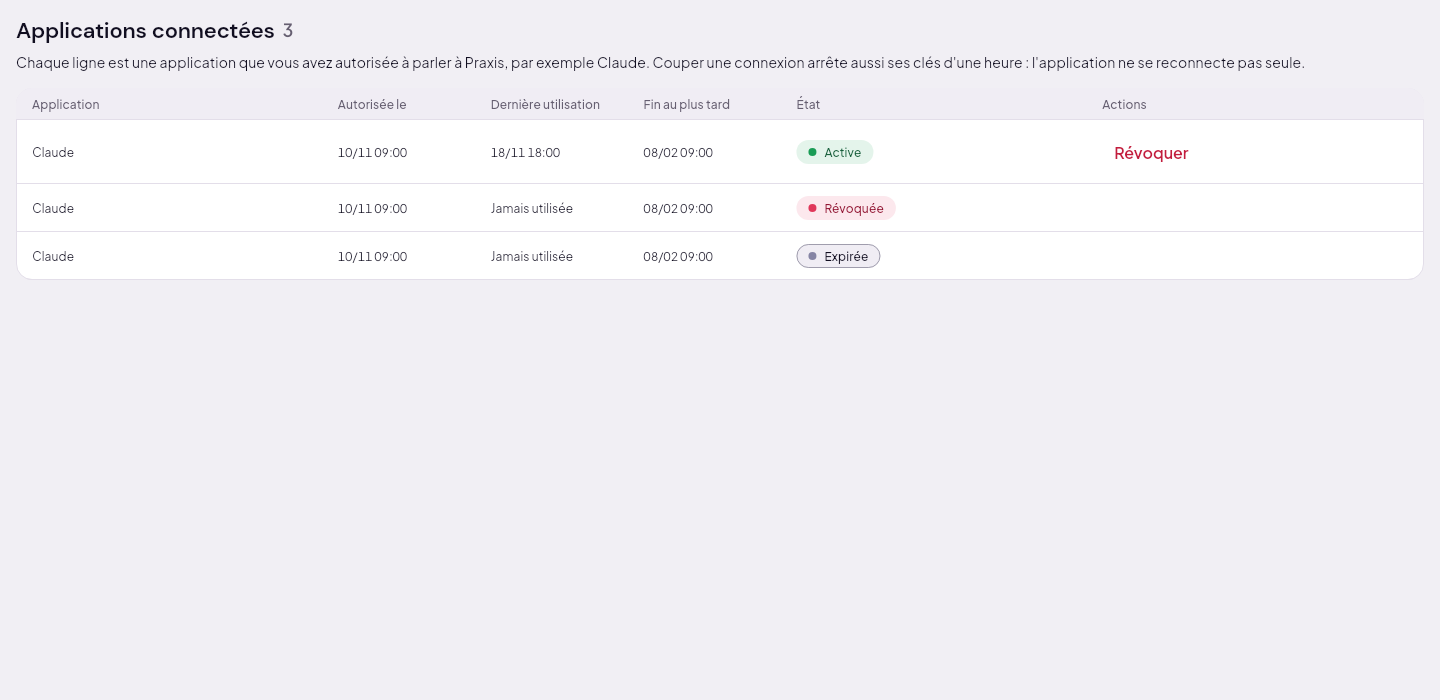 Applications connectées 3
Chaque ligne est une application que vous avez autorisée à parler à Praxis, par exemple Claude. Couper une connexion arrête aussi ses clés d'une heure : l'application ne se reconnecte pas seule.
Application Autorisée le Dernière utilisation Fin au plus tard État Actions
Claude 10/11 09:00 18/11 18:00 08/02 09:00 Active Révoquer
Claude 10/11 09:00 Jamais utilisée 08/02 09:00 Révoquée
Claude 10/11 09:00 Jamais utilisée 08/02 09:00 Expirée